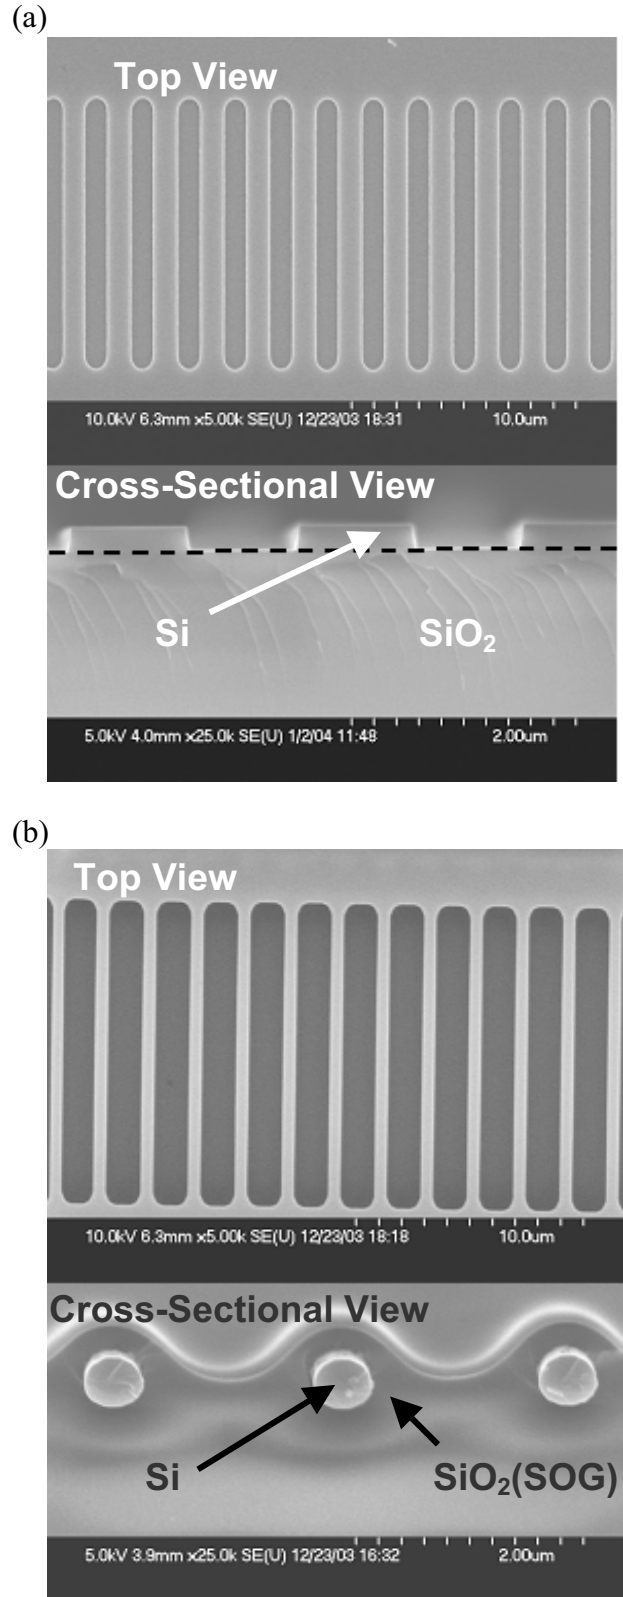 (a)
Top View
10.0kV 6.3mm x5.00k SE(U) 12/23/03 18:31 10.0um
Cross-Sectional View
Si SiO₂
5.0kV 4.0mm x25.0k SE(U) 1/2/04 11:48 2.00um
(b)
Top View
10.0kV 6.3mm x5.00k SE(U) 12/23/03 18:18 10.0um
Cross-Sectional View
Si SiO₂(SOG)
5.0kV 3.9mm x25.0k SE(U) 12/23/03 16:32 2.00um